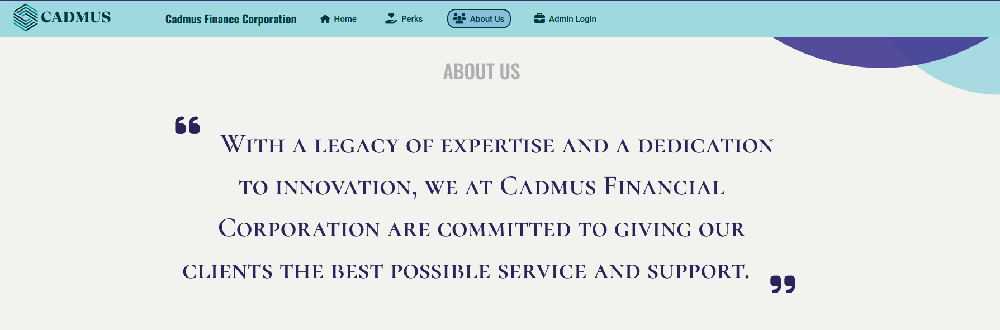 CADMUS
Cadmus Finance Corporation
Home
Perks
About Us
Admin Login
ABOUT US
“ With a legacy of expertise and a dedication
to innovation, we at Cadmus Financial
Corporation are committed to giving our
clients the best possible service and support. ”